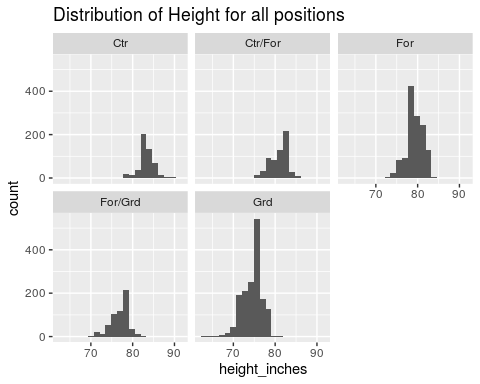 Distribution of Height for all positions
Ctr
Ctr/For
For
400
200
0
70 80 90
For/Grd
Grd
400
200
0
70 80 90
70 80 90
count
height_inches